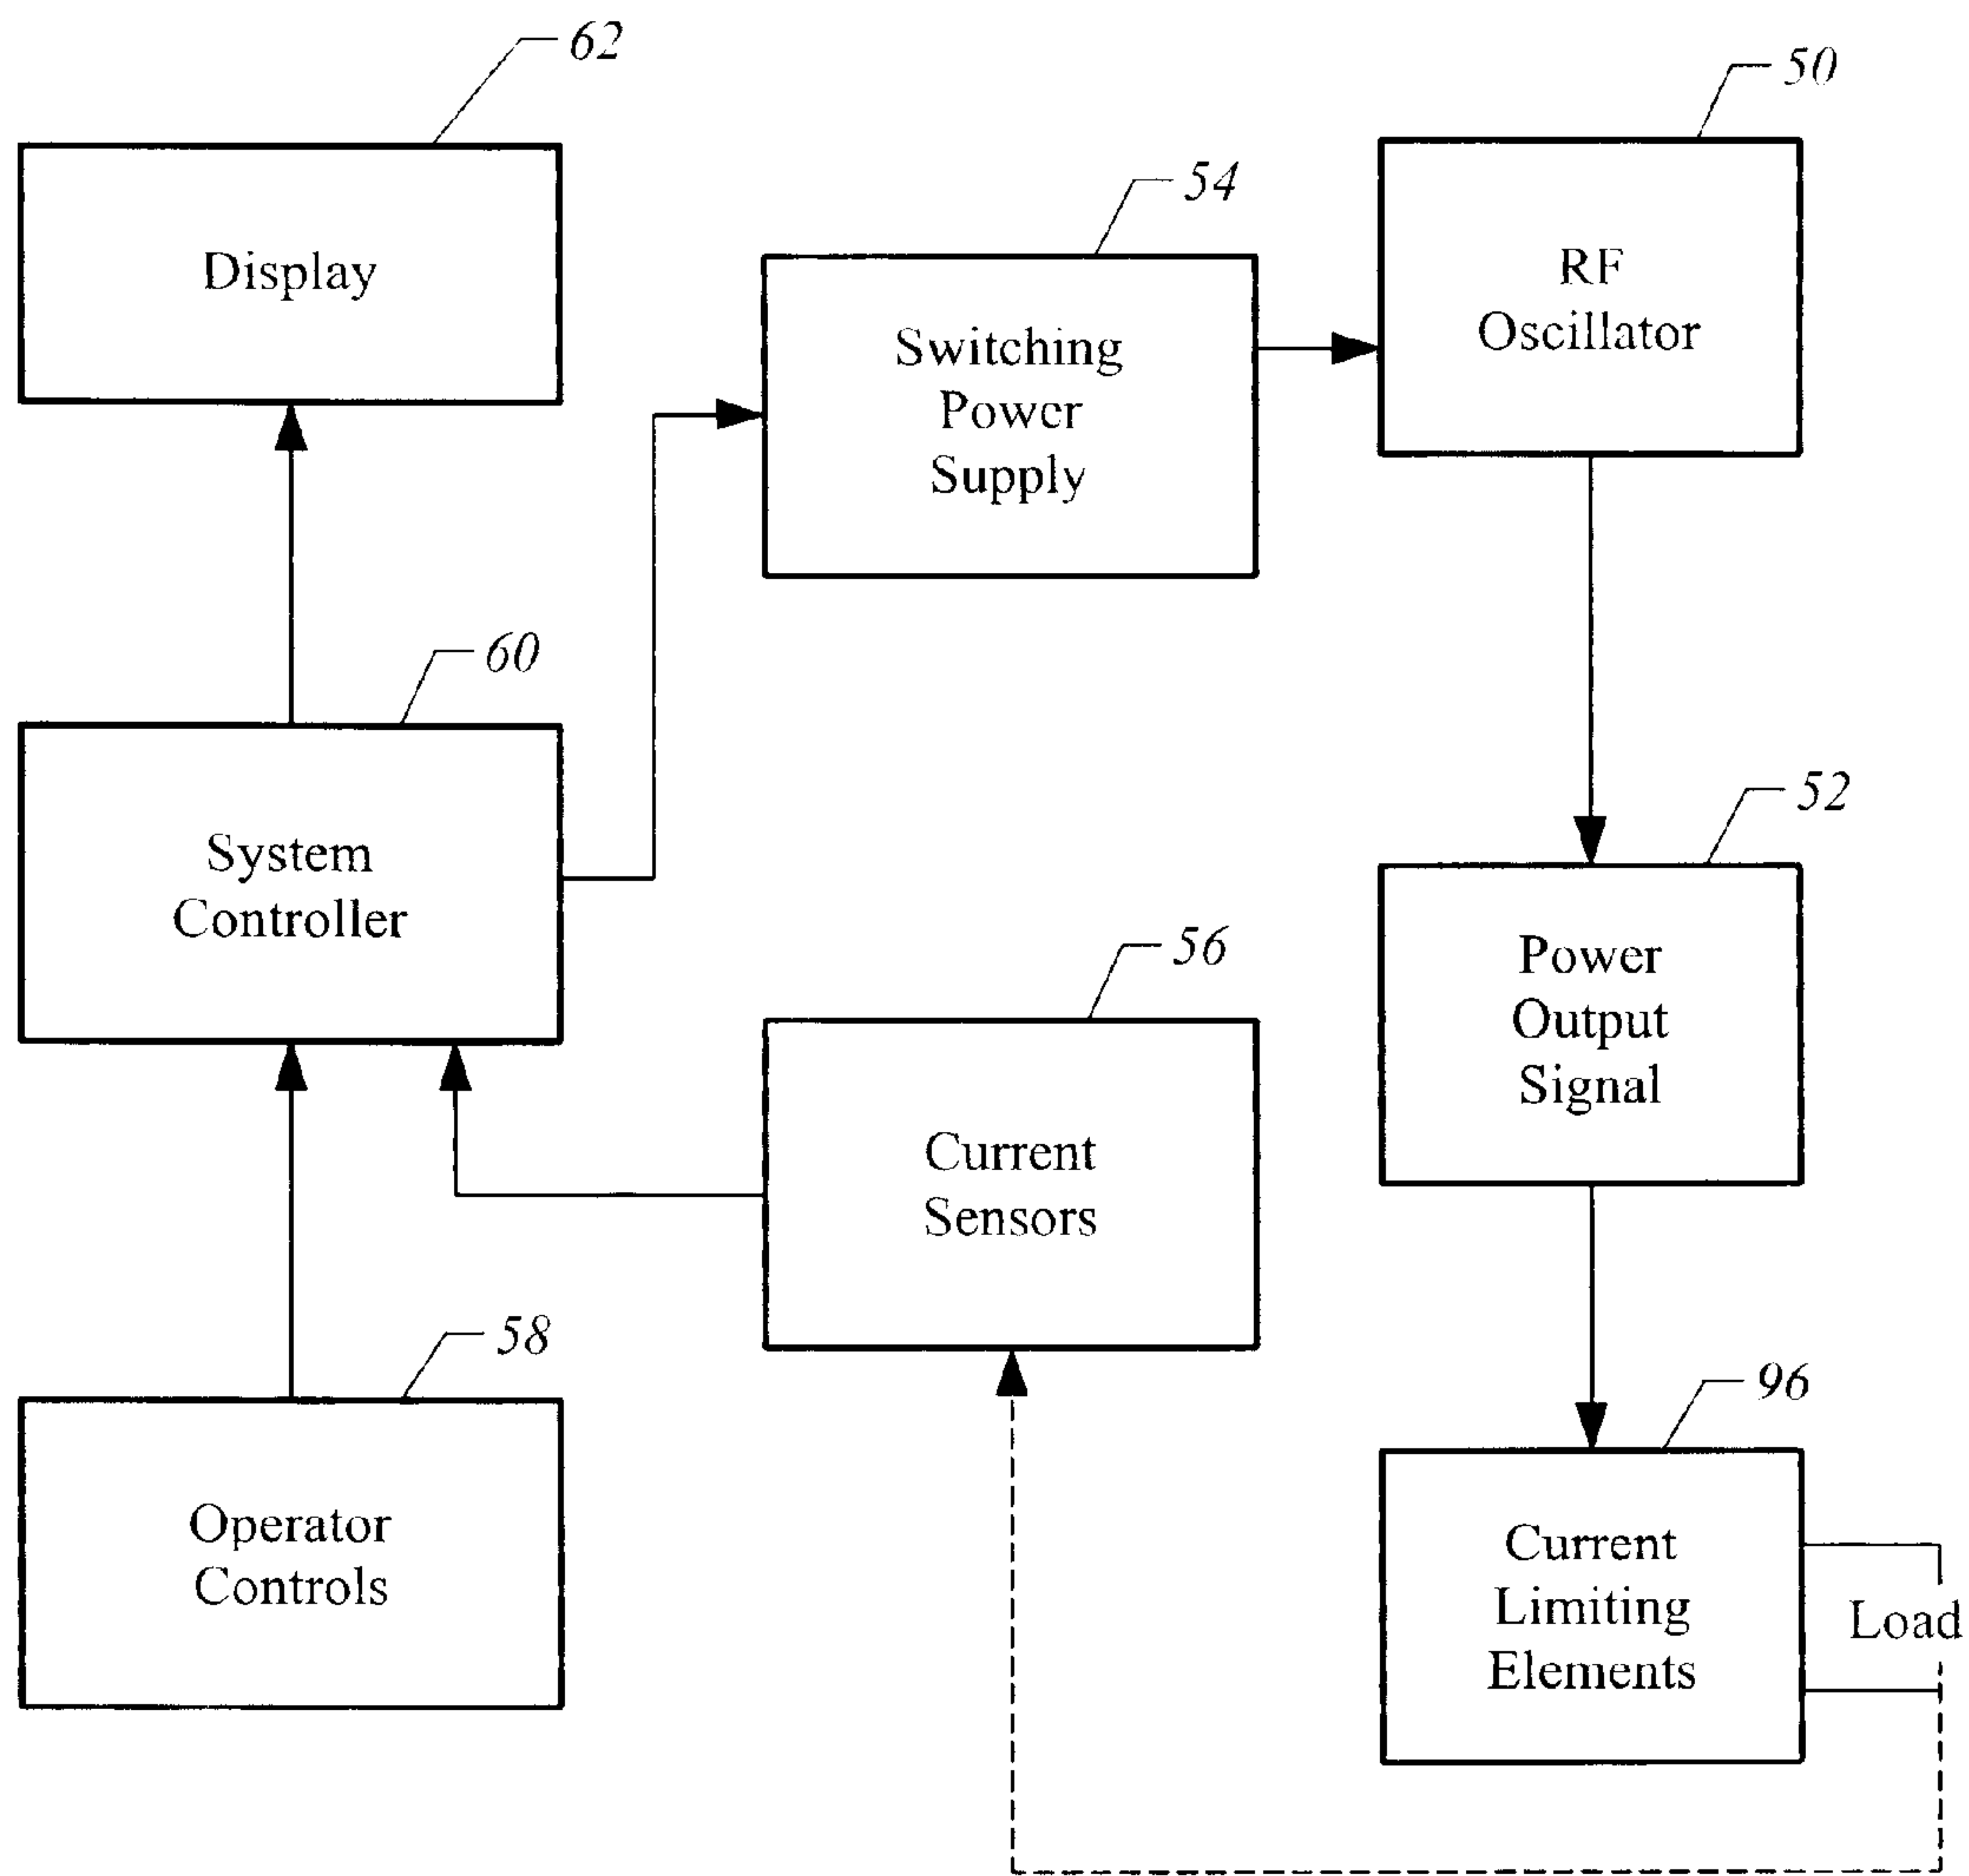 62
Display
50
RF
Oscillator
54
Switching
Power
Supply
60
System
Controller
52
Power
Output
Signal
56
Current
Sensors
58
Operator
Controls
96
Current
Limiting
Elements
Load